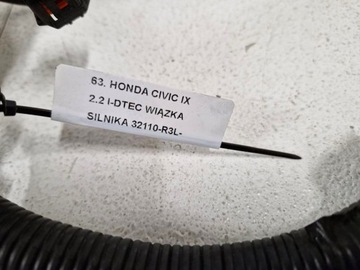 63. HONDA CIVIC IX
2.2 I-DTEC WIĄZKA
SILNIKA 32110-R3L-